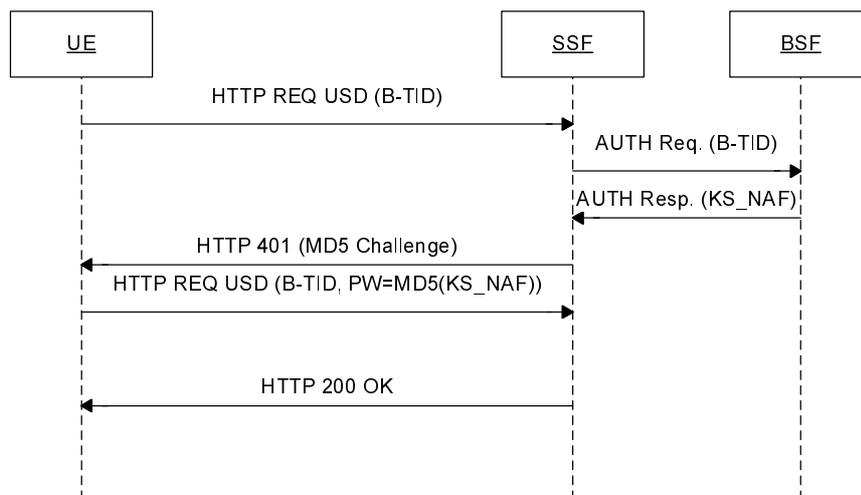 UE
SSF
BSF
HTTP REQ USD (B-TID)
AUTH Req. (B-TID)
AUTH Resp. (KS_NAF)
HTTP 401 (MD5 Challenge)
HTTP REQ USD (B-TID, PW=MD5(KS_NAF))
HTTP 200 OK